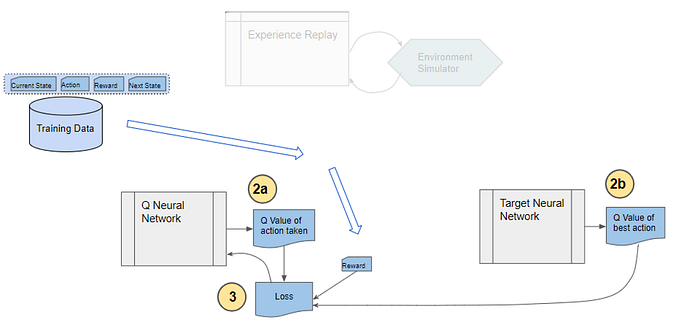 Experience Replay
Environment
Simulator
Current State
Action
Reward
Next State
Training Data
2a
2b
Q Neural
Network
Q Value of
action taken
Target Neural
Network
Q Value of
best action
Reward
3
Loss